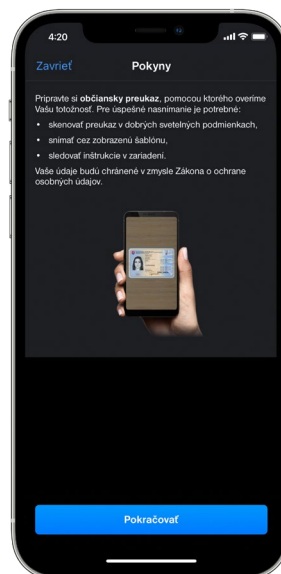 4:20
Zavrieť
Pokyny
Pripravte si občiansky preukaz, pomocou ktorého overíme
Vašu totožnosť. Pre úspešné nasnímanie je potrebné:
• skenovať preukaz v dobrých svetelných podmienkach,
• snímať cez zobrazenú šablónu,
• sledovať inštrukcie v zariadení.
Vaše údaje budú chránené v zmysle Zákona o ochrane
osobných údajov.
Pokračovať